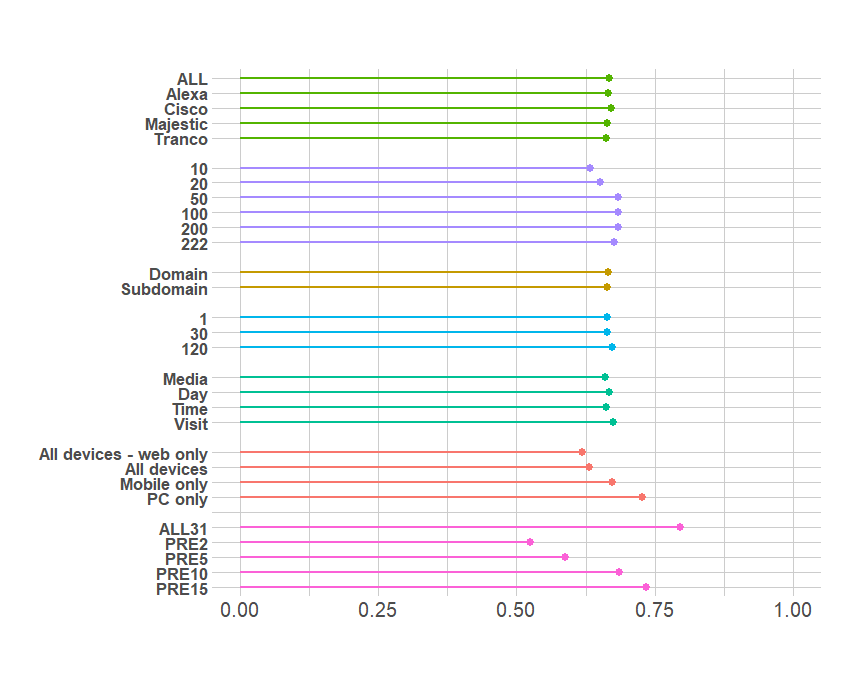 ALL
Alexa
Cisco
Majestic
Tranco
10
20
50
100
200
222
Domain
Subdomain
1
30
120
Media
Day
Time
Visit
All devices - web only
All devices
Mobile only
PC only
ALL31
PRE2
PRE5
PRE10
PRE15
0.00 0.25 0.50 0.75 1.00